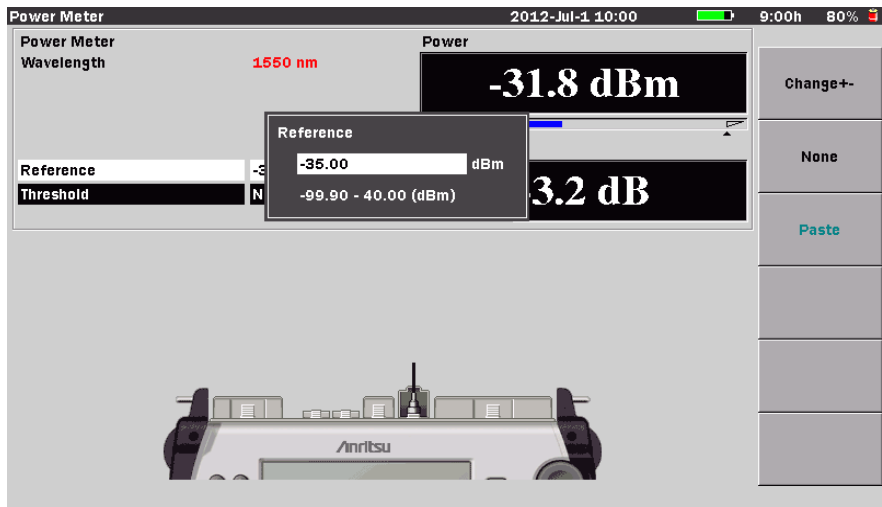 Power Meter 2012-Jul-1 10:00 9:00h 80%
Power Meter
Wavelength 1550 nm
Power
-31.8 dBm
Reference
-35.00 dBm
-99.90 - 40.00 (dBm)
Reference
Threshold
3.2 dB
Change+-
None
Paste
Anritsu